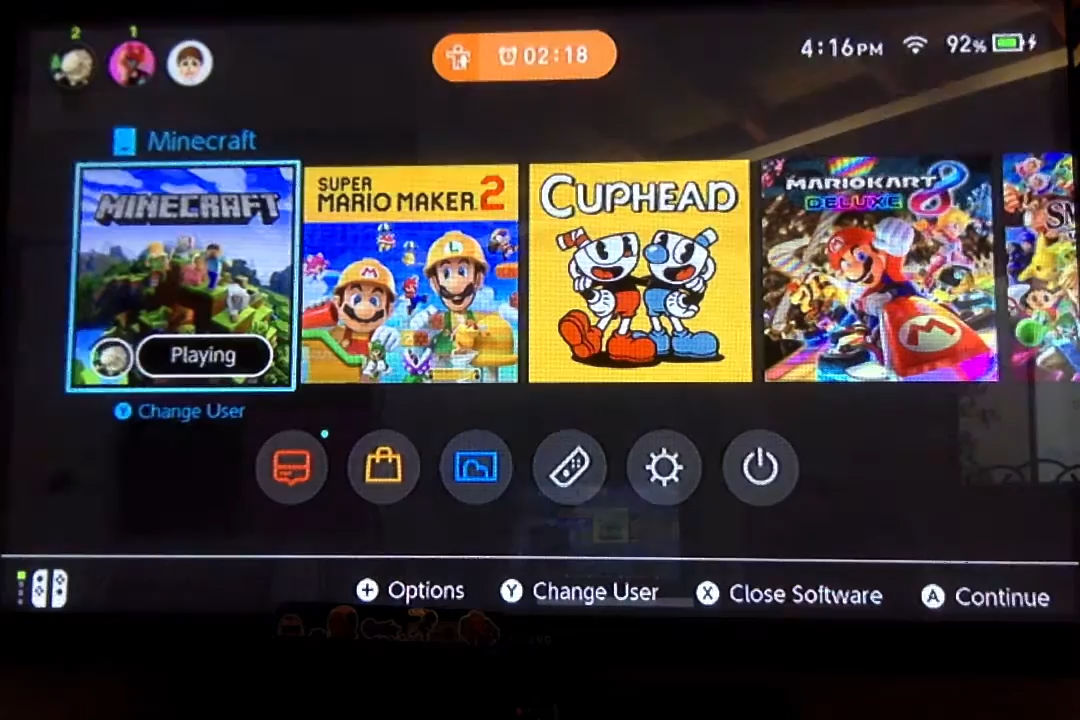 2
1
02:18
4:16PM
92%
Minecraft
MINECRAFT
Playing
SUPER
MARIO MAKER 2
CUPHEAD
MARIOKART 8
DELUXE
SM
Y Change User
+ Options
Y Change User
X Close Software
A Continue